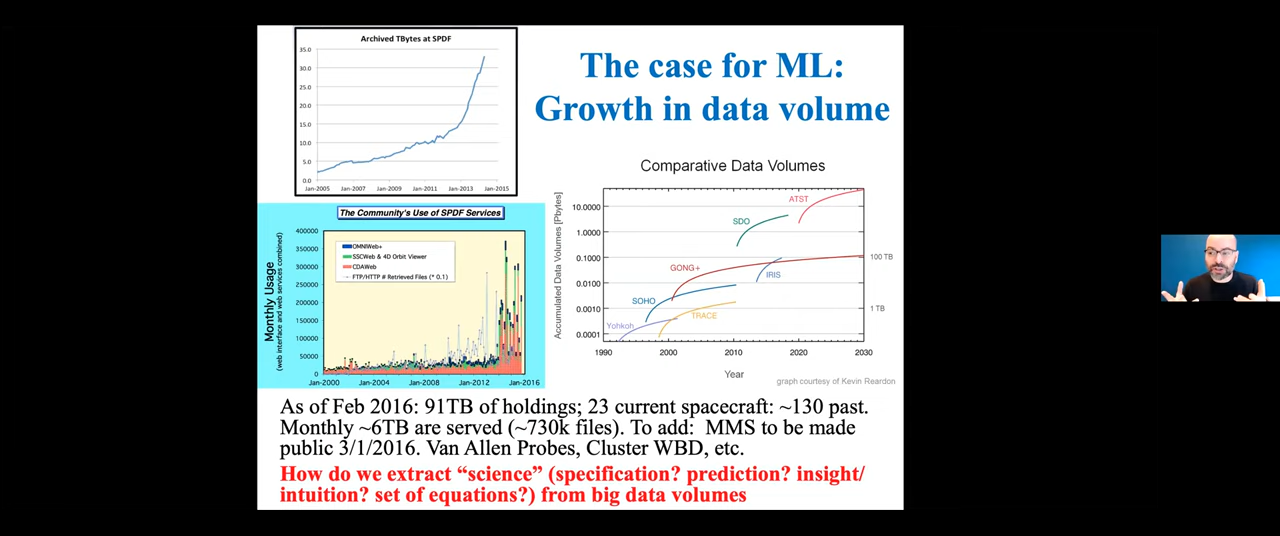 Archived TBytes at SPDF
35.0
30.0
25.0
20.0
15.0
10.0
5.0
0.0
Jan-2005 Jan-2007 Jan-2009 Jan-2011 Jan-2013 Jan-2015
The case for ML:
Growth in data volume
The Community's Use of SPDF Services
Monthly Usage
(web interface and web services combined)
400000
350000
300000
250000
200000
150000
100000
50000
0
OMNIWeb+
SSCWeb & 4D Orbit Viewer
CDAWeb
FTP/HTTP # Retrieved Files (* 0.1)
Jan-2000 Jan-2004 Jan-2008 Jan-2012 Jan-2016
Comparative Data Volumes
Accumulated Data Volumes [Pbytes]
10.0000
1.0000
0.1000
0.0100
0.0010
0.0001
ATST
SDO
GONG+
IRIS
SOHO
TRACE
Yohkoh
100 TB
1 TB
1990 2000 2010 2020 2030
Year
graph courtesy of Kevin Reardon
As of Feb 2016: 91TB of holdings; 23 current spacecraft: ~130 past.
Monthly ~6TB are served (~730k files). To add: MMS to be made
public 3/1/2016. Van Allen Probes, Cluster WBD, etc.
How do we extract “science” (specification? prediction? insight/
intuition? set of equations?) from big data volumes